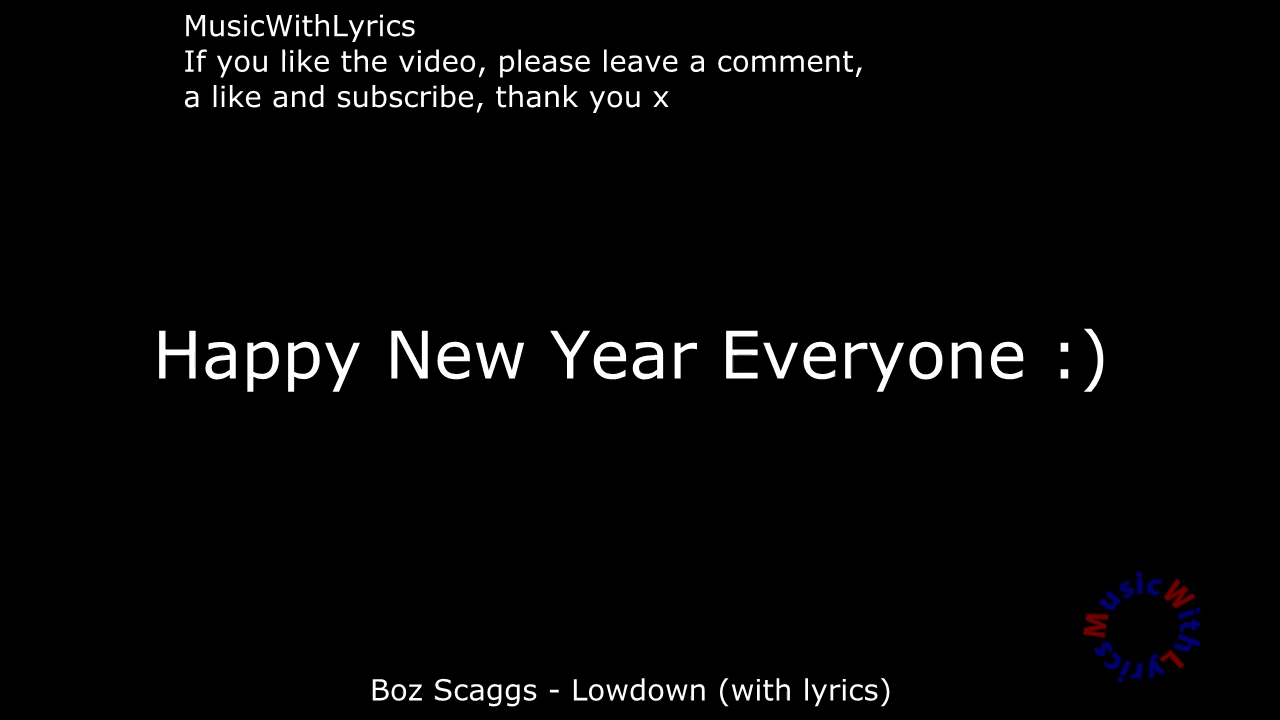 MusicWithLyrics
If you like the video, please leave a comment,
a like and subscribe, thank you x
Happy New Year Everyone :)
MusicWithLyrics
Boz Scaggs - Lowdown (with lyrics)